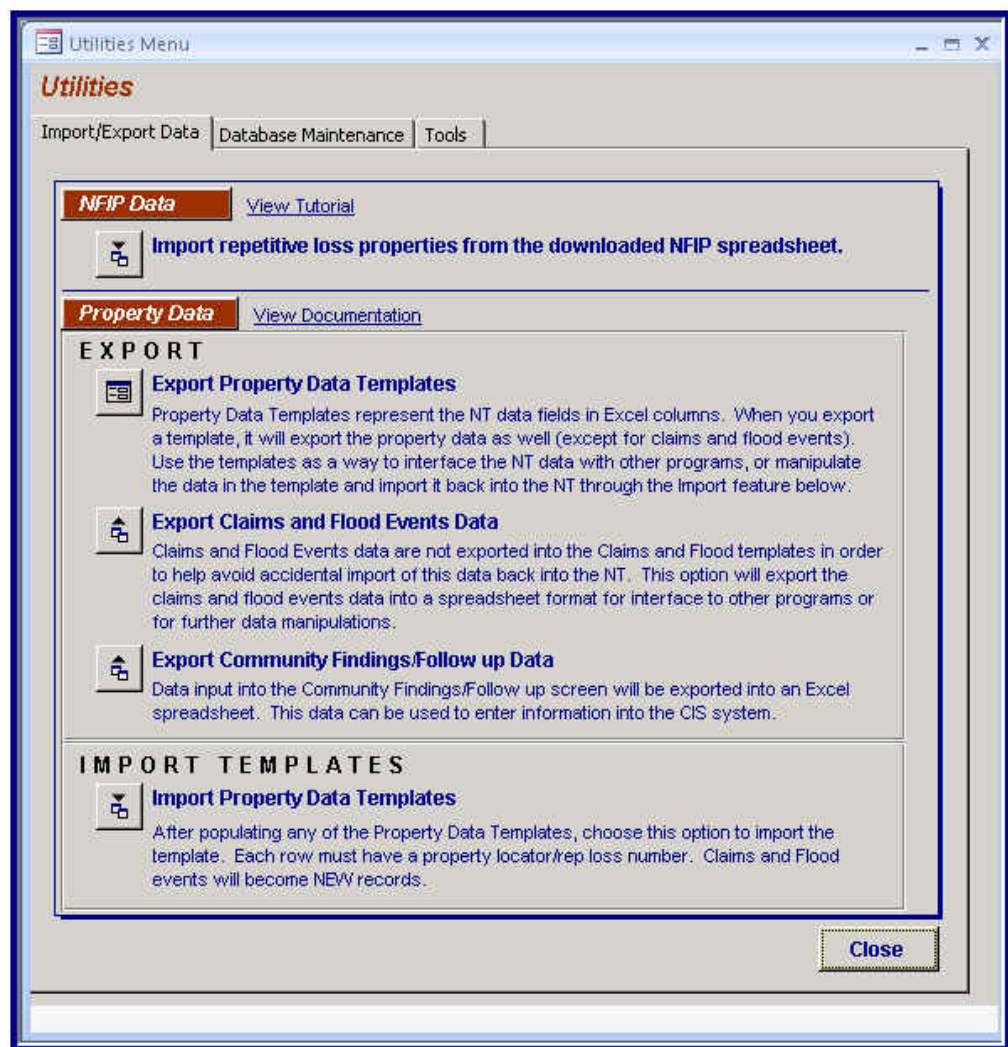 Utilities Menu
Utilities
Import/Export Data Database Maintenance Tools
NFIP Data View Tutorial
Import repetitive loss properties from the downloaded NFIP spreadsheet.
Property Data View Documentation
EXPORT
Export Property Data Templates
Property Data Templates represent the NT data fields in Excel columns. When you export
a template, it will export the property data as well (except for claims and flood events).
Use the templates as a way to interface the NT data with other programs, or manipulate
the data in the template and import it back into the NT through the Import feature below.
Export Claims and Flood Events Data
Claims and Flood Events data are not exported into the Claims and Flood templates in order
to help avoid accidental import of this data back into the NT. This option will export the
claims and flood events data into a spreadsheet format for interface to other programs or
for further data manipulations.
Export Community Findings/Follow up Data
Data input into the Community Findings/Follow up screen will be exported into an Excel
spreadsheet. This data can be used to enter information into the CIS system.
IMPORT TEMPLATES
Import Property Data Templates
After populating any of the Property Data Templates, choose this option to import the
template. Each row must have a property locator/rep loss number. Claims and Flood
events will become NEW records.
Close